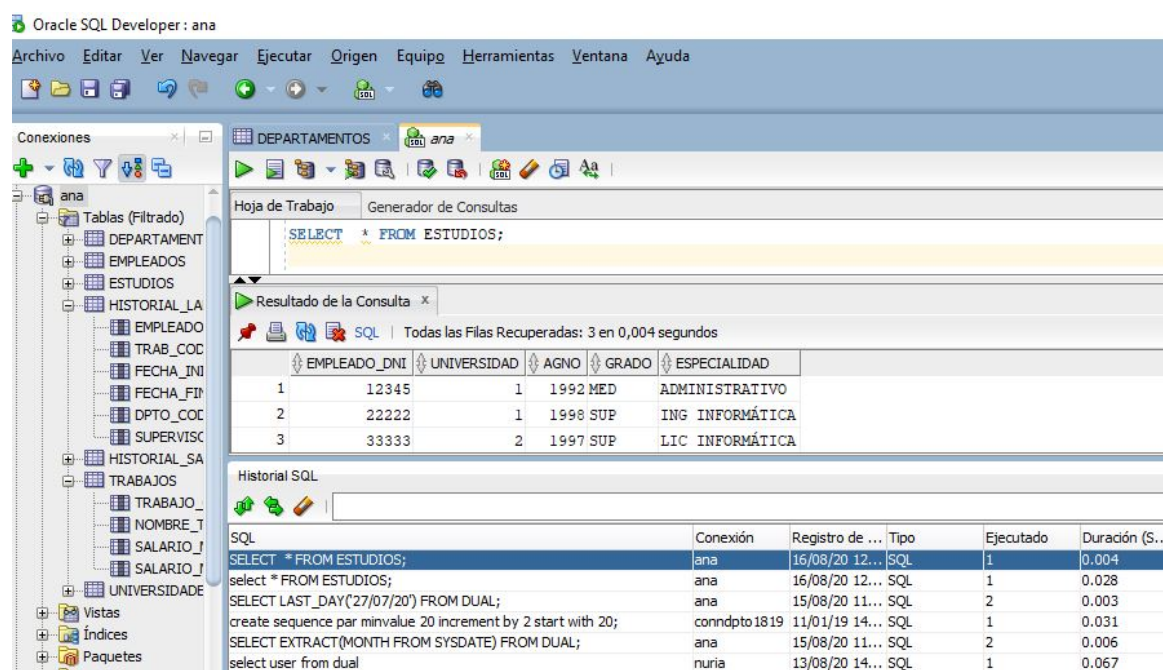 Oracle SQL Developer : ana
Archivo Editar Ver Navegar Ejecutar Origen Equipo Herramientas Ventana Ayuda
Conexiones
ana
Tablas (Filtrado)
DEPARTAMENT
EMPLEADOS
ESTUDIOS
HISTORIAL_LA
EMPLEADO
TRAB_COD
FECHA_INI
FECHA_FIN
DPTO_COD
SUPERVISO
HISTORIAL_SA
TRABAJOS
TRABAJO_
NOMBRE_T
SALARIO_M
SALARIO_M
UNIVERSIDADE
Vistas
Índices
Paquetes
DEPARTAMENTOS ana
Hoja de Trabajo Generador de Consultas
SELECT * FROM ESTUDIOS;
Resultado de la Consulta x
SQL | Todas las Filas Recuperadas: 3 en 0,004 segundos
EMPLEADO_DNI UNIVERSIDAD AGNO GRADO ESPECIALIDAD
1 12345 1 1992 MED ADMINISTRATIVO
2 22222 1 1998 SUP ING INFORMÁTICA
3 33333 2 1997 SUP LIC INFORMÁTICA
Historial SQL
SQL Conexión Registro de ... Tipo Ejecutado Duración (S...
SELECT * FROM ESTUDIOS; ana 16/08/20 12... SQL 1 0.004
select * FROM ESTUDIOS; ana 16/08/20 12... SQL 1 0.028
SELECT LAST_DAY('27/07/20') FROM DUAL; ana 15/08/20 11... SQL 2 0.003
create sequence par minvalue 20 increment by 2 start with 20; conndpto1819 11/01/19 14... SQL 1 0.031
SELECT EXTRACT(MONTH FROM SYSDATE) FROM DUAL; ana 15/08/20 11... SQL 2 0.006
select user from dual nuria 13/08/20 14... SQL 1 0.067